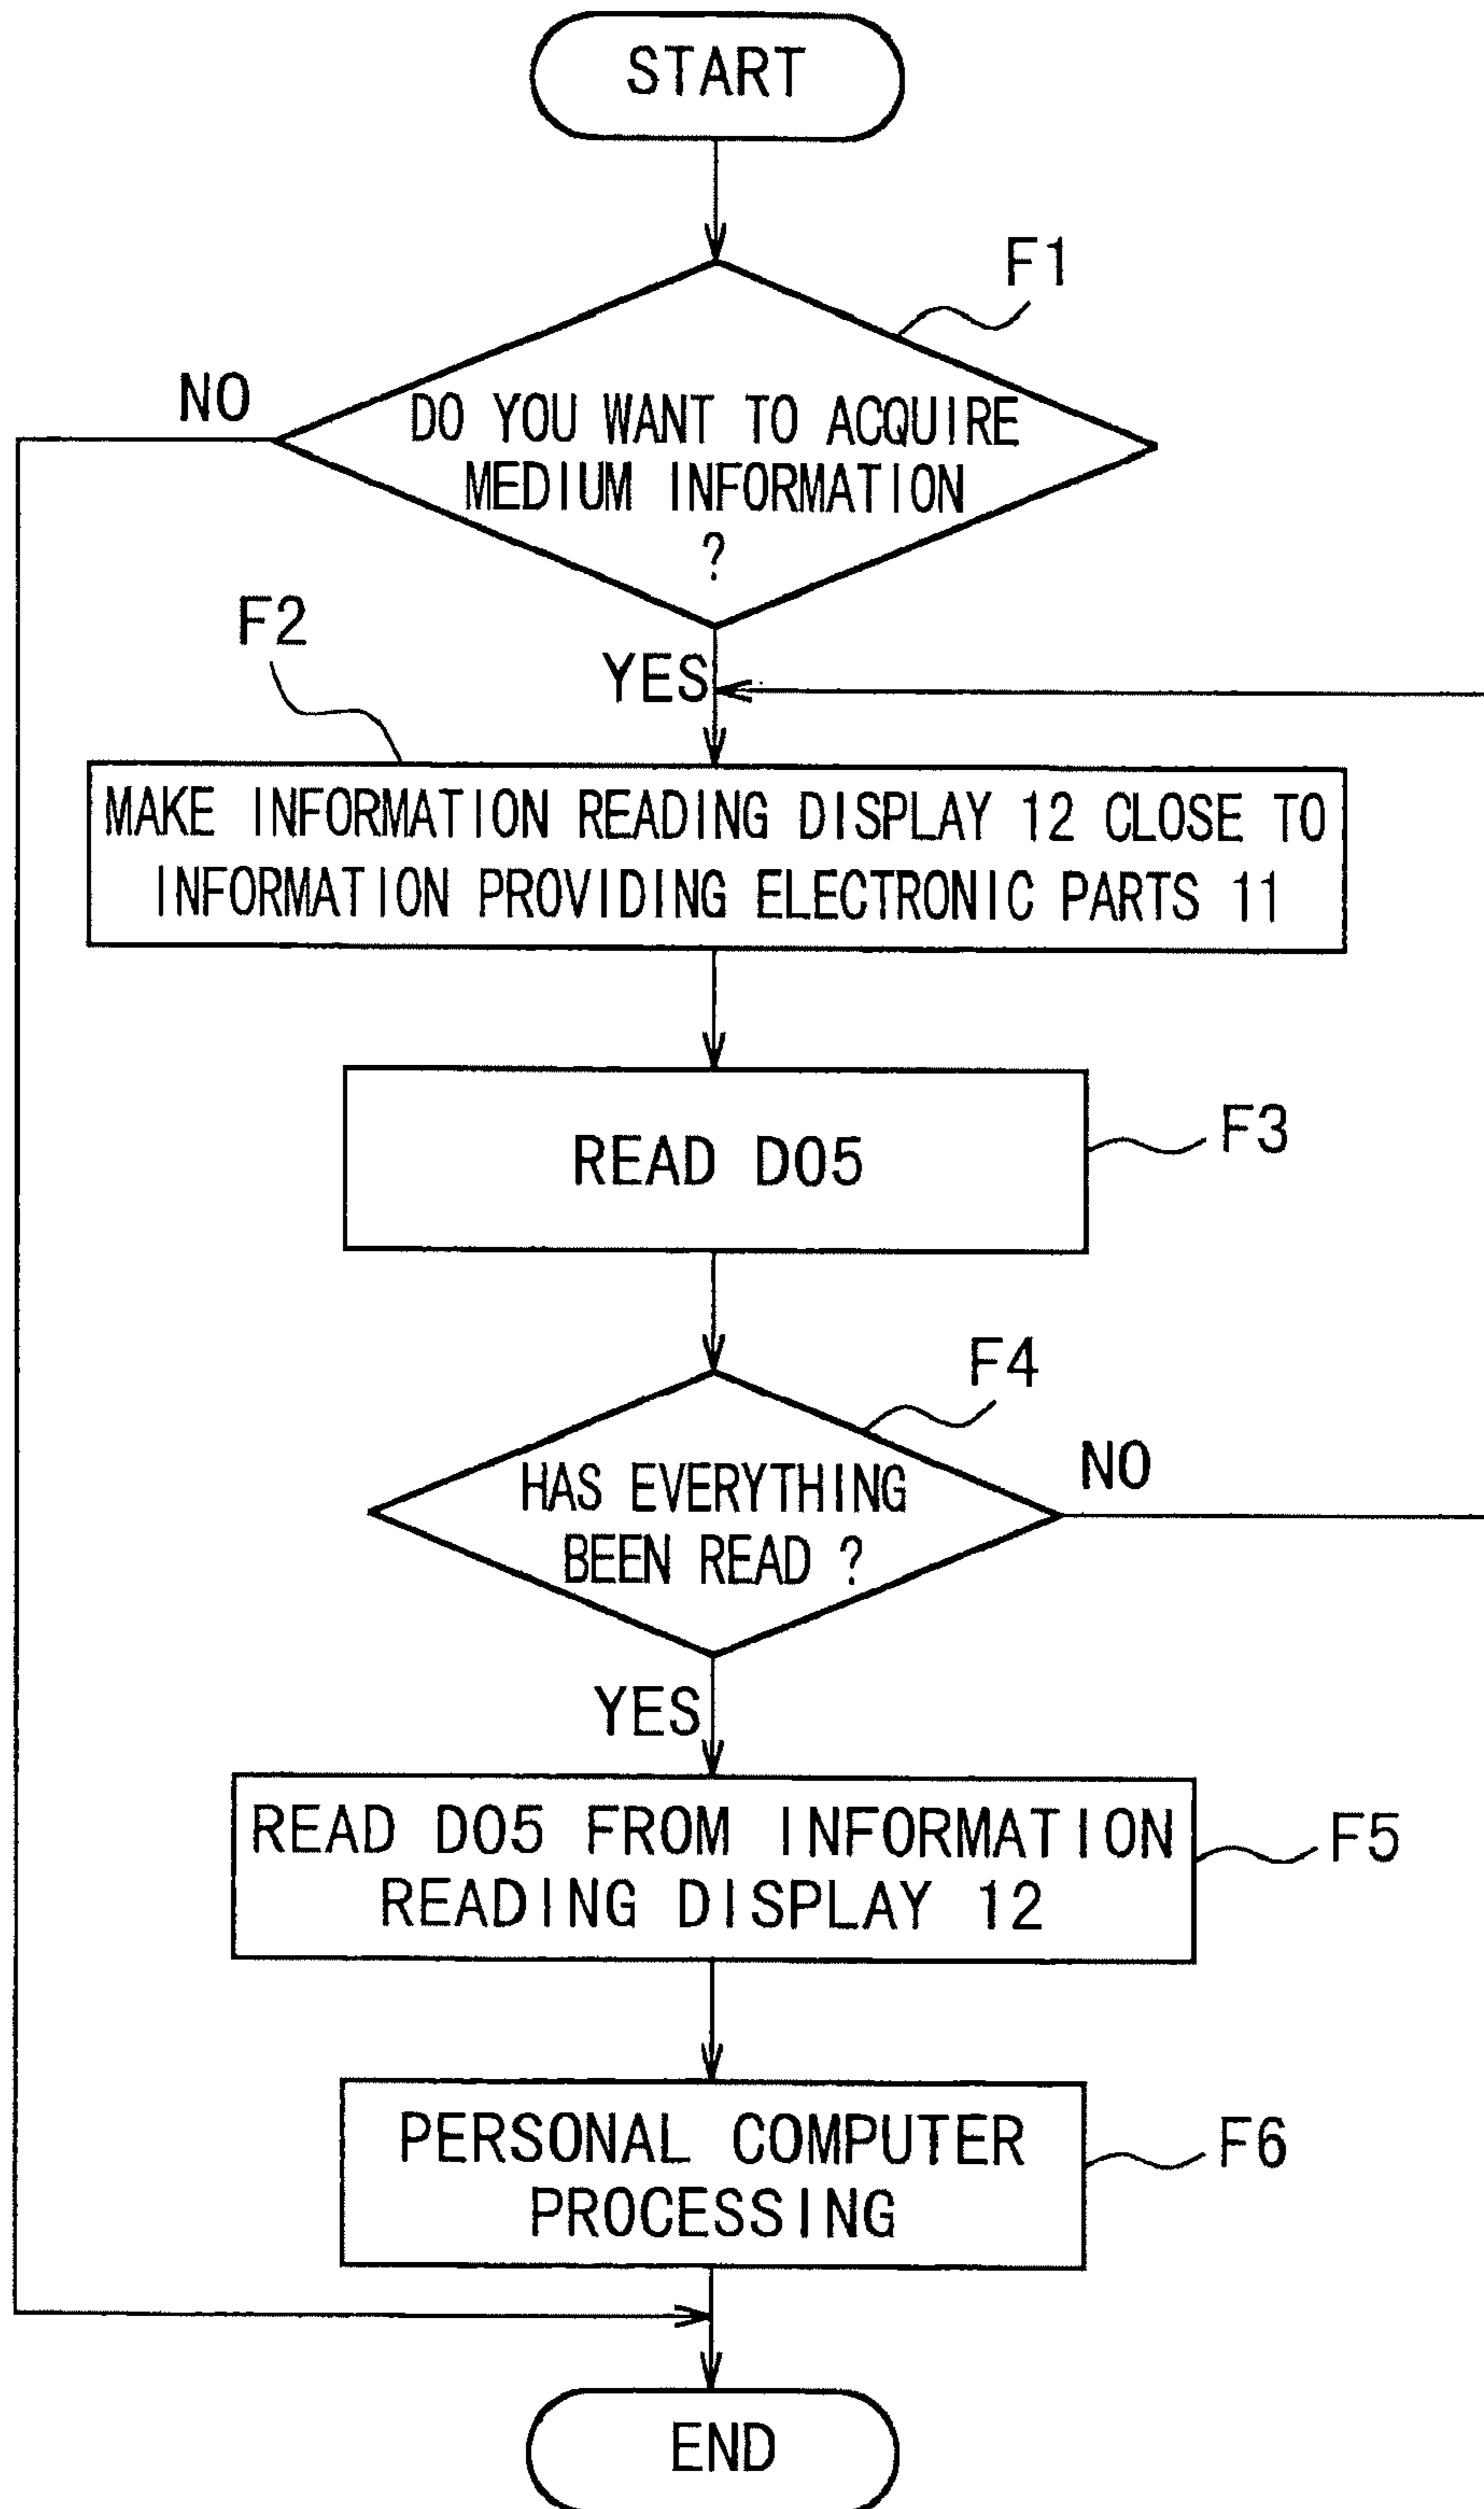 START
F1
NO
DO YOU WANT TO ACQUIRE
MEDIUM INFORMATION
?
F2
YES
MAKE INFORMATION READING DISPLAY 12 CLOSE TO
INFORMATION PROVIDING ELECTRONIC PARTS 11
READ D05
F3
F4
HAS EVERYTHING
BEEN READ ?
NO
YES
READ D05 FROM INFORMATION
READING DISPLAY 12
F5
PERSONAL COMPUTER
PROCESSING
F6
END